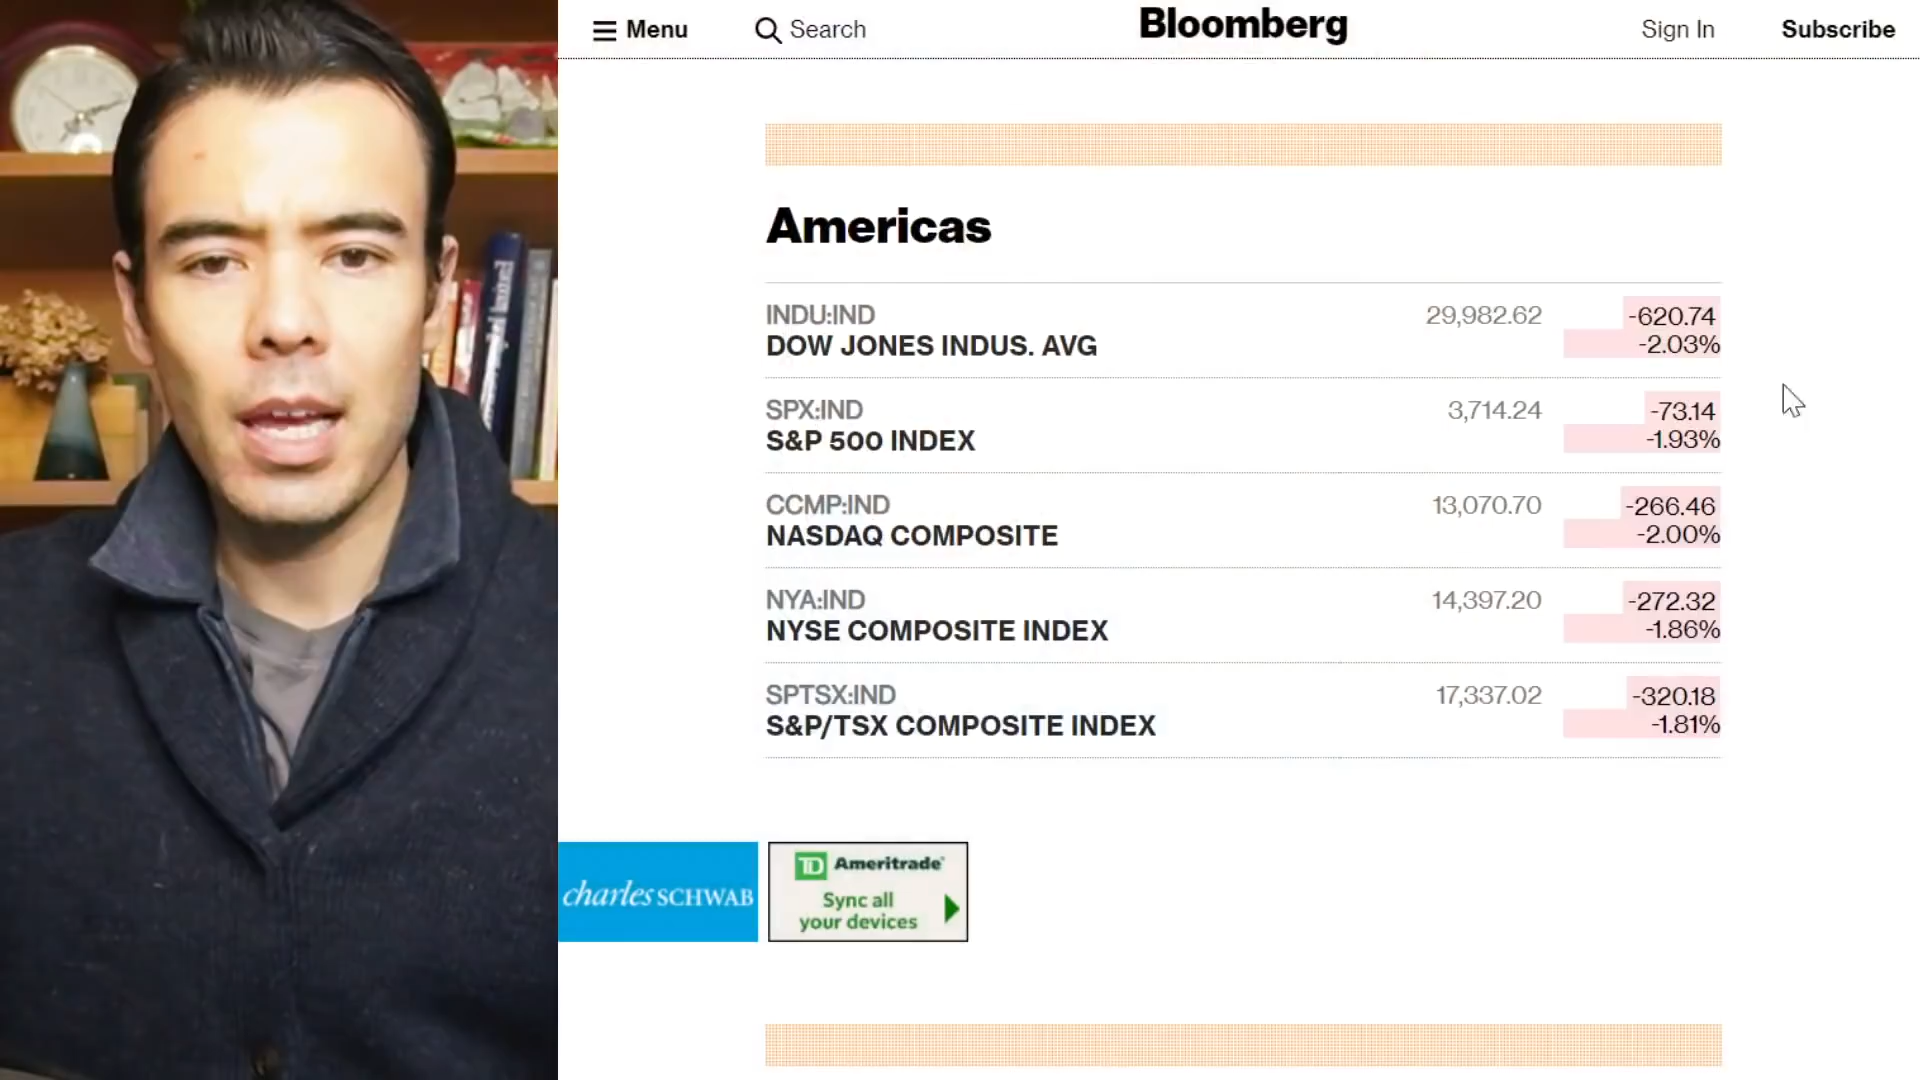 Menu
Search
Bloomberg
Sign In
Subscribe
Americas
INDU:IND
29,982.62
-620.74
DOW JONES INDUS. AVG
-2.03%
SPX:IND
3,714.24
-73.14
S&P 500 INDEX
-1.93%
CCMP:IND
13,070.70
-266.46
NASDAQ COMPOSITE
-2.00%
NYA:IND
14,397.20
-272.32
NYSE COMPOSITE INDEX
-1.86%
SPTSX:IND
17,337.02
-320.18
S&P/TSX COMPOSITE INDEX
-1.81%
charles SCHWAB
TD Ameritrade
Sync all
your devices